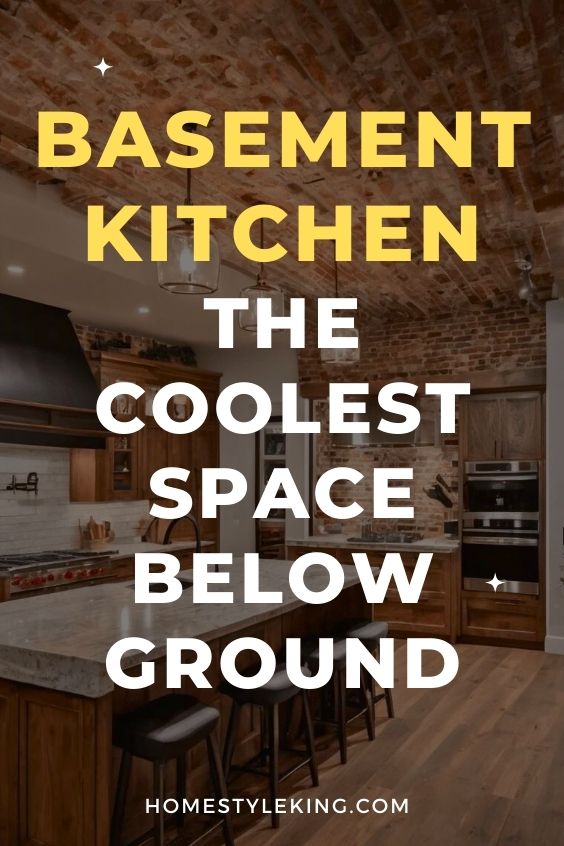 BASEMENT
KITCHEN
THE
COOLEST
SPACE
BELOW
GROUND
HOMESTYLEKING.COM